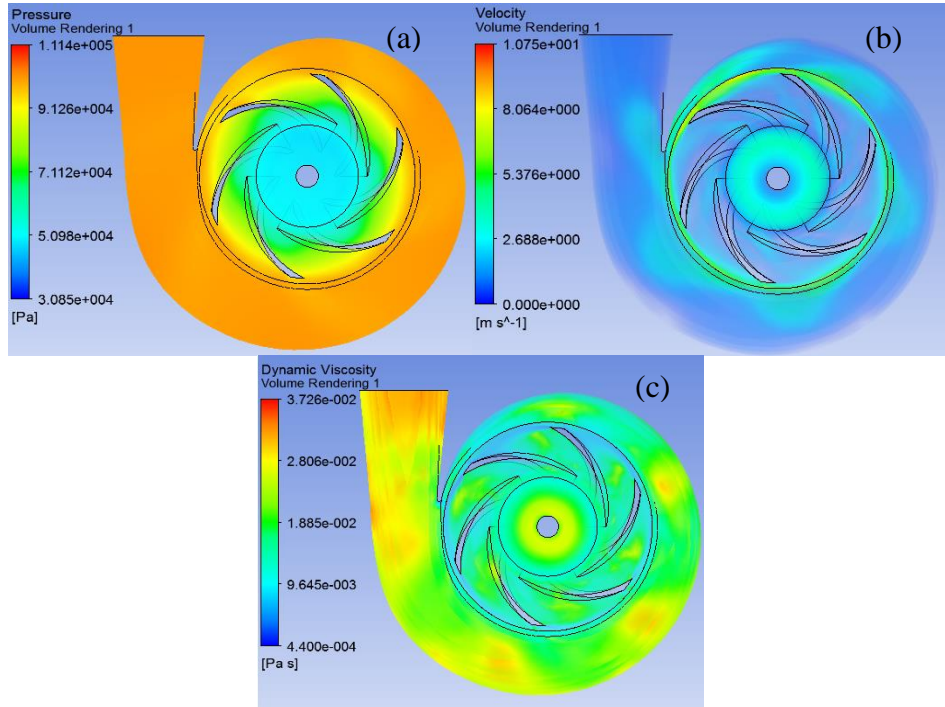 Pressure
Volume Rendering 1
(a)
1.114e+005
9.126e+004
7.112e+004
5.098e+004
3.085e+004
[Pa]
Velocity
Volume Rendering 1
(b)
1.075e+001
8.064e+000
5.376e+000
2.688e+000
0.000e+000
[m s^-1]
Dynamic Viscosity
Volume Rendering 1
(c)
3.726e-002
2.806e-002
1.885e-002
9.645e-003
4.400e-004
[Pa s]